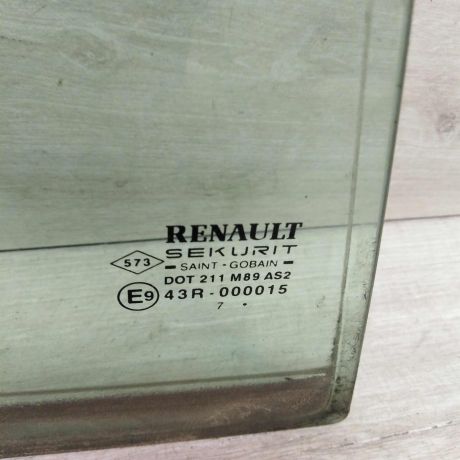 RENAULT
SEKURIT
573
- SAINT - GOBAIN -
DOT 211 M89 AS2
E9 43R - 000015
7 .